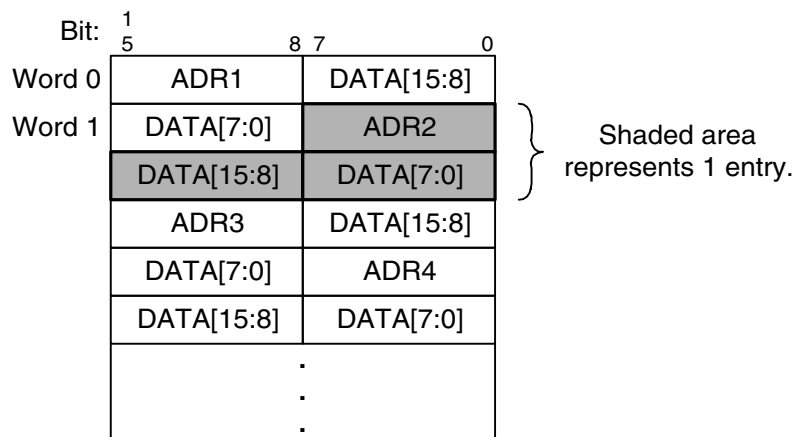 Bit:
15 8 7 0
Word 0 ADR1 DATA[15:8]
Word 1 DATA[7:0] ADR2
DATA[15:8] DATA[7:0]
ADR3 DATA[15:8]
DATA[7:0] ADR4
DATA[15:8] DATA[7:0]
.
.
.
Shaded area
represents 1 entry.